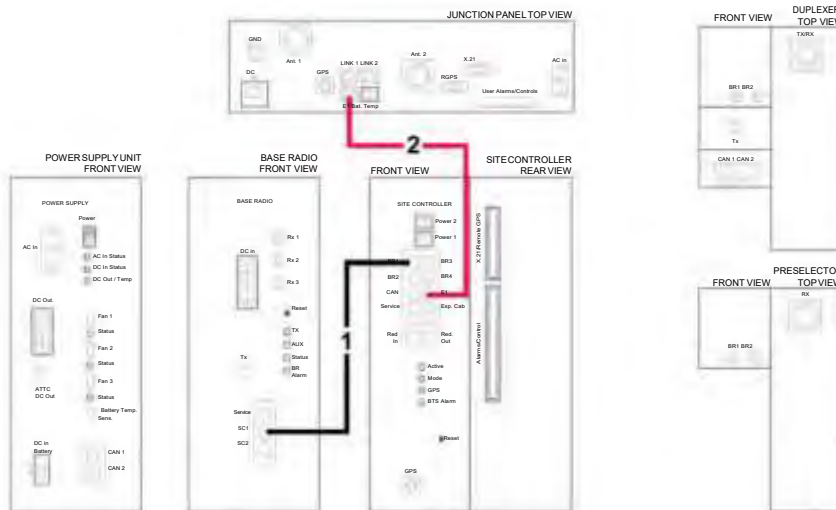 JUNCTION PANEL TOP VIEW
GND
Ant. 1
LINK 1 LINK 2
Ant. 2
X.21
AC in
DC
GPS
RGPS
User Alarms/Controls
Bat. Temp
2
POWER SUPPLY UNIT
FRONT VIEW
POWER SUPPLY
Power
AC In
AC In Status
DC In Status
DC Out / Temp
DC Out
Fan 1
Status
Fan 2
Status
Fan 3
Status
ATTC
DC Out
Battery Temp.
Sens.
DC in
Battery
CAN 1
CAN 2
BASE RADIO
FRONT VIEW
BASE RADIO
DC in
Rx 1
Rx 2
Rx 3
Reset
TX
AUX
Status
BR
Alarm
Tx
Service
SC1
SC2
1
FRONT VIEW
SITE CONTROLLER
REAR VIEW
SITE CONTROLLER
Power 2
Power 1
BR3
BR2
BR4
CAN
E1
Service
Exp. Cab
Red
In
Red.
Out
Active
Mode
GPS
BTS Alarm
Reset
GPS
X.21/Remote GPS
Alarms/Control
FRONT VIEW
DUPLEXER
TOP VIEW
TX/RX
BR1 BR2
Tx
CAN 1 CAN 2
FRONT VIEW
PRESELECTO
TOP VIEW
RX
BR1 BR2